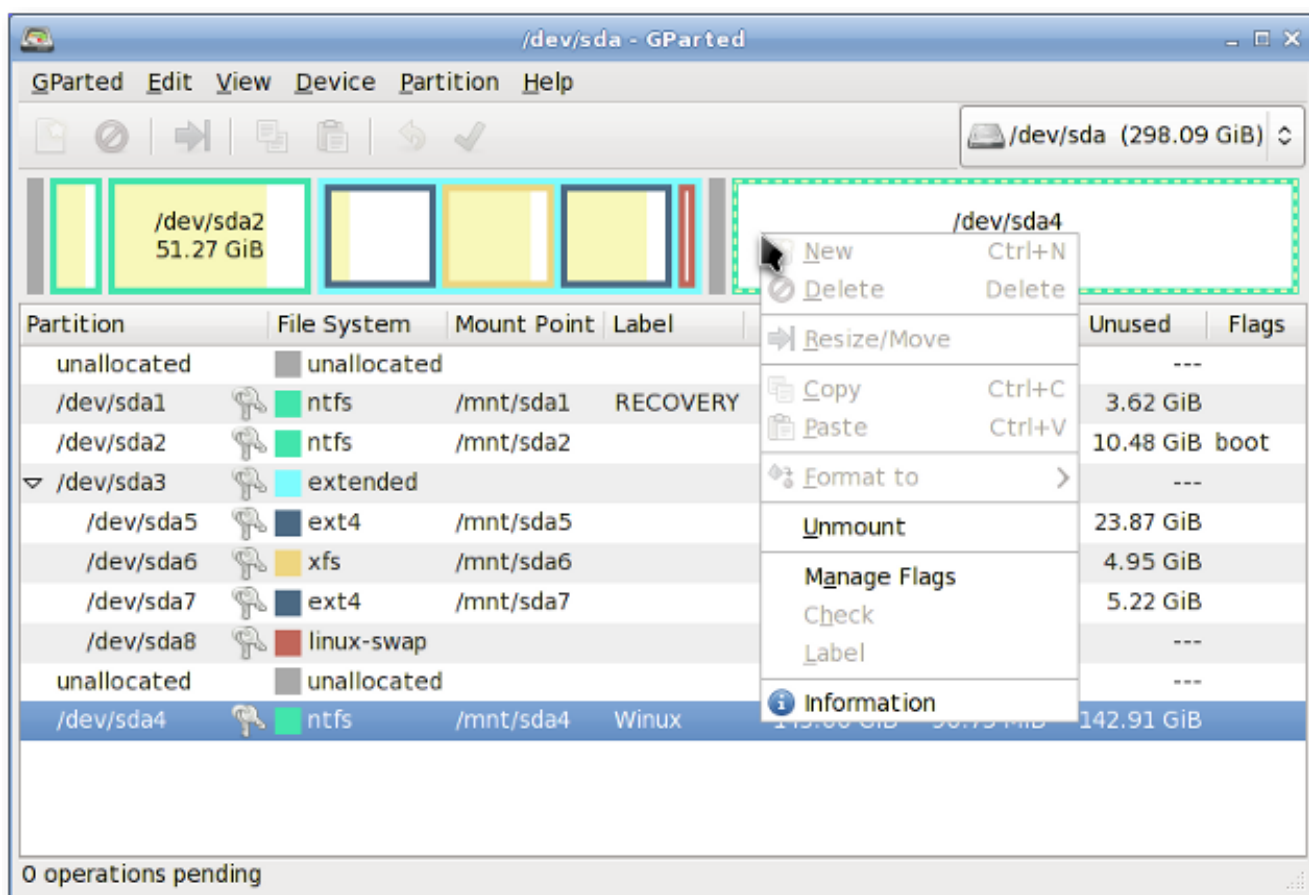 /dev/sda - GParted
GParted Edit View Device Partition Help
/dev/sda (298.09 GiB)
/dev/sda2
51.27 GiB
/dev/sda4
New Ctrl+N
Delete Delete
Resize/Move
Copy Ctrl+C
Paste Ctrl+V
Format to
Unmount
Manage Flags
Check
Label
Information
Partition File System Mount Point Label Unused Flags
unallocated unallocated ---
/dev/sda1 ntfs /mnt/sda1 RECOVERY 3.62 GiB
/dev/sda2 ntfs /mnt/sda2 10.48 GiB boot
/dev/sda3 extended ---
/dev/sda5 ext4 /mnt/sda5 23.87 GiB
/dev/sda6 xfs /mnt/sda6 4.95 GiB
/dev/sda7 ext4 /mnt/sda7 5.22 GiB
/dev/sda8 linux-swap ---
unallocated unallocated ---
/dev/sda4 ntfs /mnt/sda4 Winux 142.91 GiB
0 operations pending